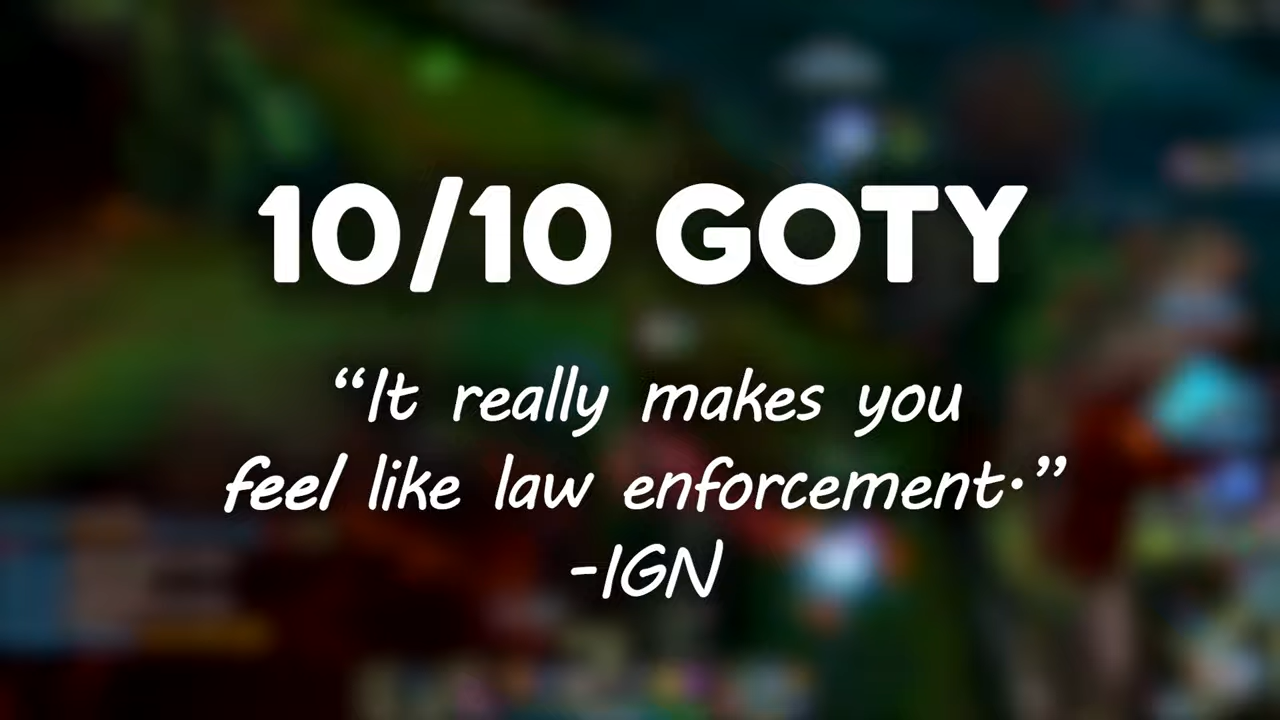 10/10 GOTY
“It really makes you
feel like law enforcement·”
-IGN